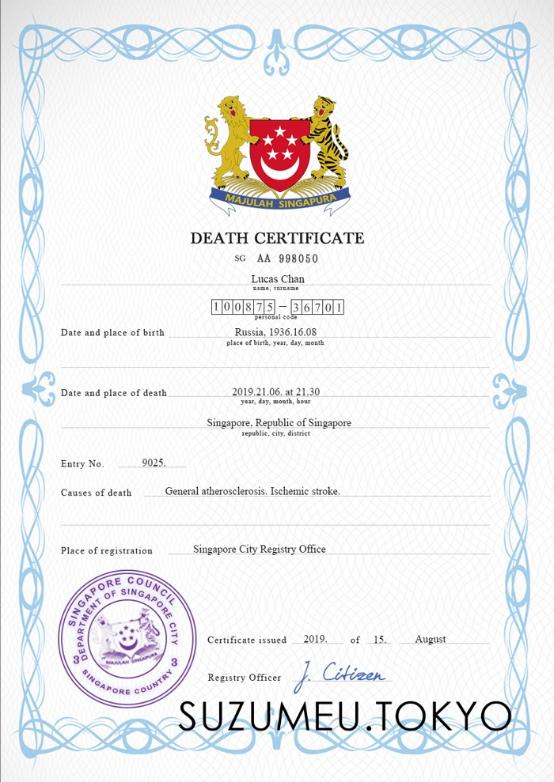 MAJULAH SINGAPURA
DEATH CERTIFICATE
SG AA 998050
Lucas Chan
name, surname
100875-36701
personal code
Date and place of birth Russia, 1936.16.08
place of birth, year, day, month
Date and place of death 2019.21.06. at 21.30
year, day, month, hour
Singapore, Republic of Singapore
republic, city, district
Entry No. 9025.
Causes of death General atherosclerosis. Ischemic stroke.
Place of registration Singapore City Registry Office
SINGAPORE COUNCIL
DEPARTMENT OF SINGAPORE CITY
MAJULAH SINGAPURA
3 3
SINGAPORE COUNTRY
Certificate issued 2019. of 15. August
Registry Officer J. Citizen
SUZUMEU.TOKYO